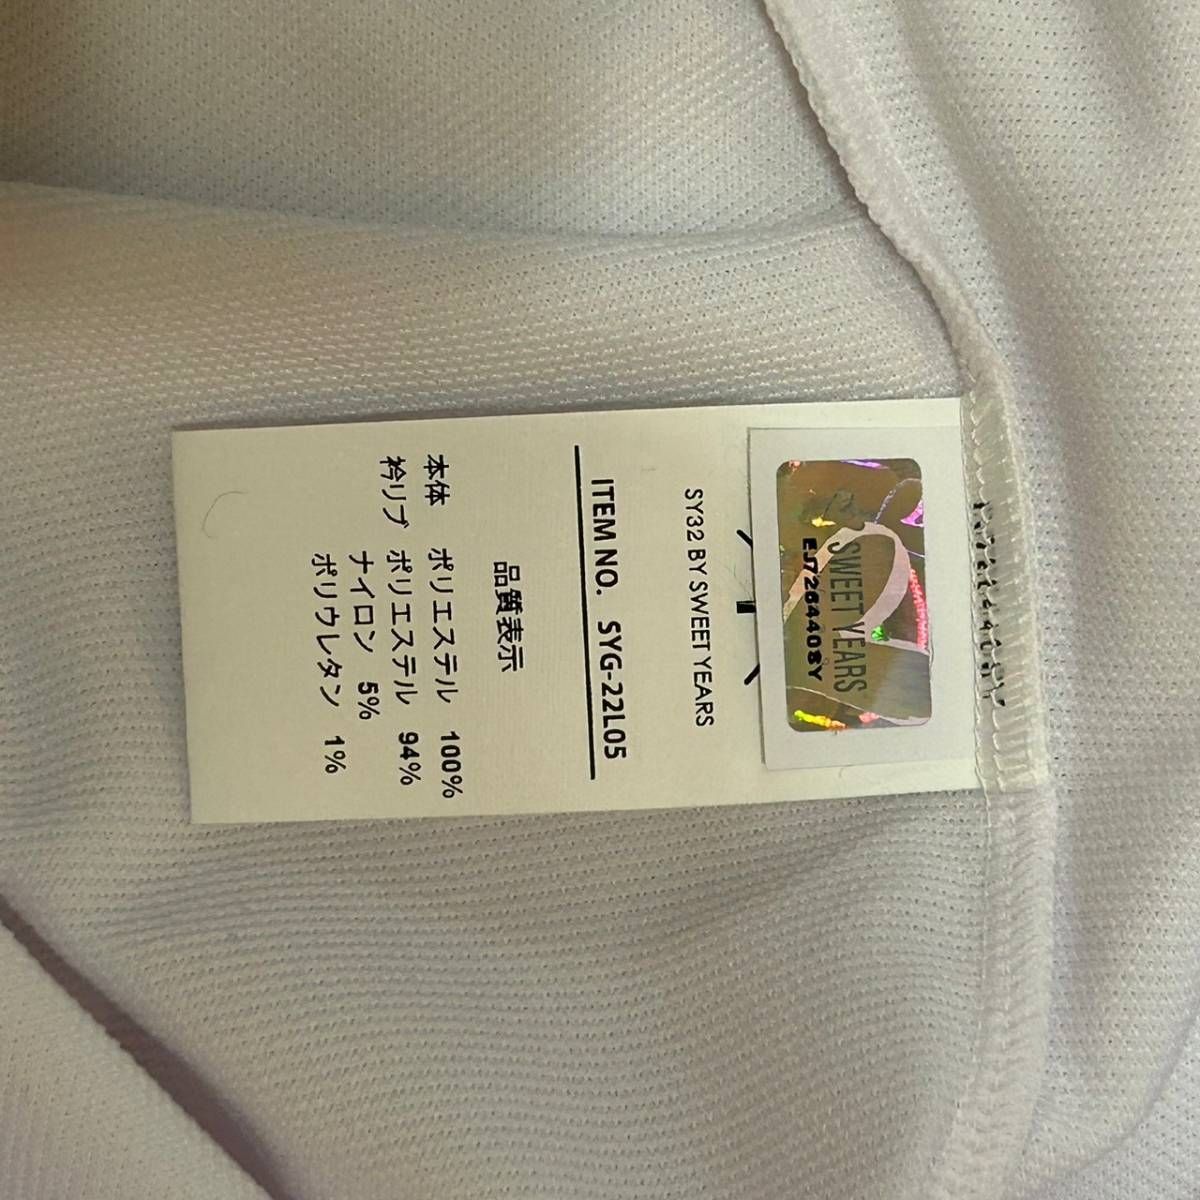 SWEET YEARS
EJ7264408Y
SY32 BY SWEET YEARS
ITEM NO. SYG-22L05
品質表示
本体 ポリエステル 100%
衿リブ ポリエステル 94%
ナイロン 5%
ポリウレタン 1%